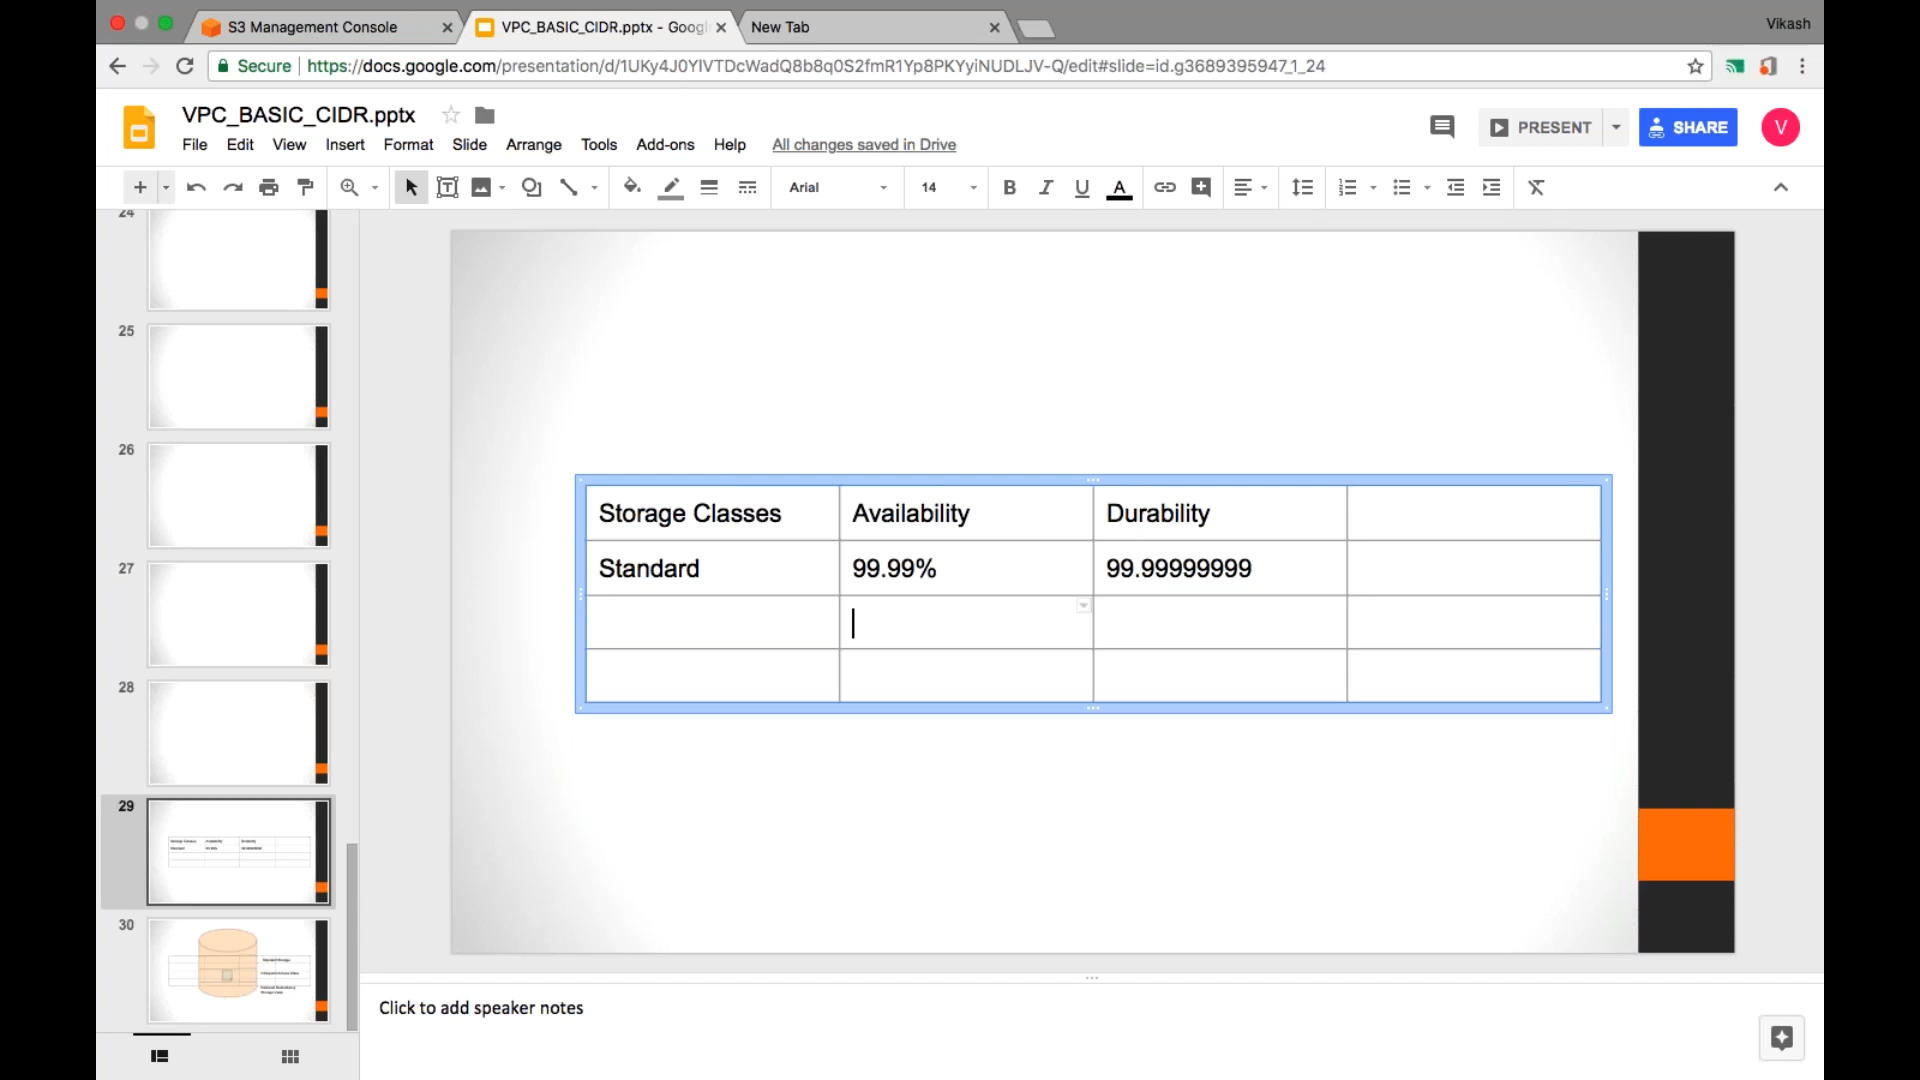 S3 Management Console
VPC_BASIC_CIDR.pptx - Googl
New Tab
Vikash
Secure
https://docs.google.com/presentation/d/1UKy4J0YlVTDcWadQ8b8q0S2fmR1Yp8PKYyiNUDLJV-Q/edit#slide=id.g3689395947_1_24
VPC_BASIC_CIDR.pptx
PRESENT
SHARE
V
File Edit View Insert Format Slide Arrange Tools Add-ons Help All changes saved in Drive
Arial 14 B I U A
24
25
26
27
28
29
30
Storage Classes Availability Durability
Standard 99.99% 99.99999999
Click to add speaker notes